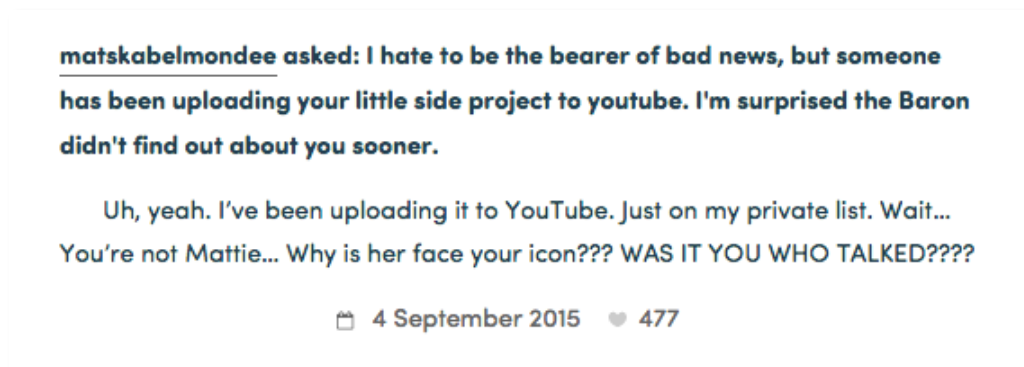 matskabelmondee asked: I hate to be the bearer of bad news, but someone
has been uploading your little side project to youtube. I'm surprised the Baron
didn't find out about you sooner.
Uh, yeah. I’ve been uploading it to YouTube. Just on my private list. Wait…
You’re not Mattie… Why is her face your icon??? WAS IT YOU WHO TALKED????
4 September 2015 477